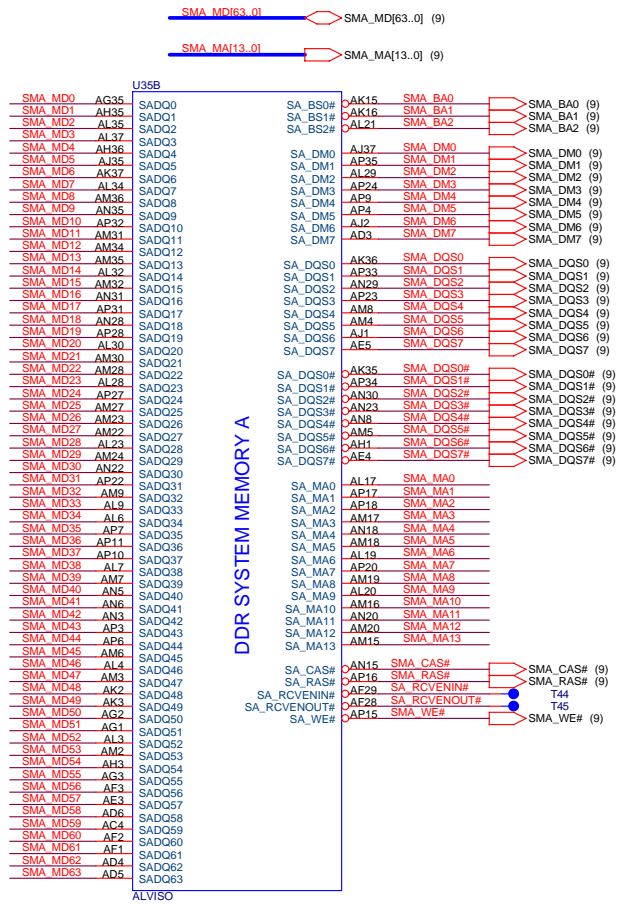 SMA_MD[63..0] SMA_MD[63..0] (9)
SMA_MA[13..0] SMA_MA[13..0] (9)
U35B
SMA_MD0 AG35 SADQ0
SMA_MD1 AH35 SADQ1
SMA_MD2 AL35 SADQ2
SMA_MD3 AL37 SADQ3
SMA_MD4 AH36 SADQ4
SMA_MD5 AJ35 SADQ5
SMA_MD6 AK37 SADQ6
SMA_MD7 AL34 SADQ7
SMA_MD8 AM36 SADQ8
SMA_MD9 AN35 SADQ9
SMA_MD10 AP32 SADQ10
SMA_MD11 AM31 SADQ11
SMA_MD12 AM34 SADQ12
SMA_MD13 AM35 SADQ13
SMA_MD14 AL32 SADQ14
SMA_MD15 AM32 SADQ15
SMA_MD16 AN31 SADQ16
SMA_MD17 AP31 SADQ17
SMA_MD18 AN28 SADQ18
SMA_MD19 AP28 SADQ19
SMA_MD20 AL30 SADQ20
SMA_MD21 AM30 SADQ21
SMA_MD22 AM28 SADQ22
SMA_MD23 AL28 SADQ23
SMA_MD24 AP27 SADQ24
SMA_MD25 AM27 SADQ25
SMA_MD26 AM23 SADQ26
SMA_MD27 AM22 SADQ27
SMA_MD28 AL23 SADQ28
SMA_MD29 AM24 SADQ29
SMA_MD30 AN22 SADQ30
SMA_MD31 AP22 SADQ31
SMA_MD32 AM9 SADQ32
SMA_MD33 AL9 SADQ33
SMA_MD34 AL6 SADQ34
SMA_MD35 AP7 SADQ35
SMA_MD36 AP11 SADQ36
SMA_MD37 AP10 SADQ37
SMA_MD38 AL7 SADQ38
SMA_MD39 AM7 SADQ39
SMA_MD40 AN5 SADQ40
SMA_MD41 AN6 SADQ41
SMA_MD42 AN3 SADQ42
SMA_MD43 AP3 SADQ43
SMA_MD44 AP6 SADQ44
SMA_MD45 AM6 SADQ45
SMA_MD46 AL4 SADQ46
SMA_MD47 AM3 SADQ47
SMA_MD48 AK2 SADQ48
SMA_MD49 AK3 SADQ49
SMA_MD50 AG2 SADQ50
SMA_MD51 AG1 SADQ51
SMA_MD52 AL3 SADQ52
SMA_MD53 AM2 SADQ53
SMA_MD54 AH3 SADQ54
SMA_MD55 AG3 SADQ55
SMA_MD56 AF3 SADQ56
SMA_MD57 AE3 SADQ57
SMA_MD58 AD6 SADQ58
SMA_MD59 AC4 SADQ59
SMA_MD60 AF2 SADQ60
SMA_MD61 AF1 SADQ61
SMA_MD62 AD4 SADQ62
SMA_MD63 AD5 SADQ63
DDR SYSTEM MEMORY A
SA_BS0# AK15 SMA_BA0 SMA_BA0 (9)
SA_BS1# AK16 SMA_BA1 SMA_BA1 (9)
SA_BS2# AL21 SMA_BA2 SMA_BA2 (9)
SA_DM0 AJ37 SMA_DM0 SMA_DM0 (9)
SA_DM1 AP35 SMA_DM1 SMA_DM1 (9)
SA_DM2 AL29 SMA_DM2 SMA_DM2 (9)
SA_DM3 AP24 SMA_DM3 SMA_DM3 (9)
SA_DM4 AP9 SMA_DM4 SMA_DM4 (9)
SA_DM5 AP4 SMA_DM5 SMA_DM5 (9)
SA_DM6 AJ2 SMA_DM6 SMA_DM6 (9)
SA_DM7 AD3 SMA_DM7 SMA_DM7 (9)
SA_DQS0 AK36 SMA_DQS0 SMA_DQS0 (9)
SA_DQS1 AP33 SMA_DQS1 SMA_DQS1 (9)
SA_DQS2 AN29 SMA_DQS2 SMA_DQS2 (9)
SA_DQS3 AP23 SMA_DQS3 SMA_DQS3 (9)
SA_DQS4 AM8 SMA_DQS4 SMA_DQS4 (9)
SA_DQS5 AM4 SMA_DQS5 SMA_DQS5 (9)
SA_DQS6 AJ1 SMA_DQS6 SMA_DQS6 (9)
SA_DQS7 AE5 SMA_DQS7 SMA_DQS7 (9)
SA_DQS0# AK35 SMA_DQS0# SMA_DQS0# (9)
SA_DQS1# AP34 SMA_DQS1# SMA_DQS1# (9)
SA_DQS2# AN30 SMA_DQS2# SMA_DQS2# (9)
SA_DQS3# AN23 SMA_DQS3# SMA_DQS3# (9)
SA_DQS4# AN8 SMA_DQS4# SMA_DQS4# (9)
SA_DQS5# AM5 SMA_DQS5# SMA_DQS5# (9)
SA_DQS6# AH1 SMA_DQS6# SMA_DQS6# (9)
SA_DQS7# AE4 SMA_DQS7# SMA_DQS7# (9)
SA_MA0 AL17 SMA_MA0
SA_MA1 AP17 SMA_MA1
SA_MA2 AP18 SMA_MA2
SA_MA3 AM17 SMA_MA3
SA_MA4 AN18 SMA_MA4
SA_MA5 AM18 SMA_MA5
SA_MA6 AL19 SMA_MA6
SA_MA7 AP20 SMA_MA7
SA_MA8 AM19 SMA_MA8
SA_MA9 AL20 SMA_MA9
SA_MA10 AM16 SMA_MA10
SA_MA11 AN20 SMA_MA11
SA_MA12 AM20 SMA_MA12
SA_MA13 AM15 SMA_MA13
SA_CAS# AN15 SMA_CAS# SMA_CAS# (9)
SA_RAS# AP16 SMA_RAS# SMA_RAS# (9)
SA_RCVENIN# AF29 SA_RCVENIN# T44
SA_RCVENOUT# AF28 SA_RCVENOUT# T45
SA_WE# AP15 SMA_WE# SMA_WE# (9)
ALVISO